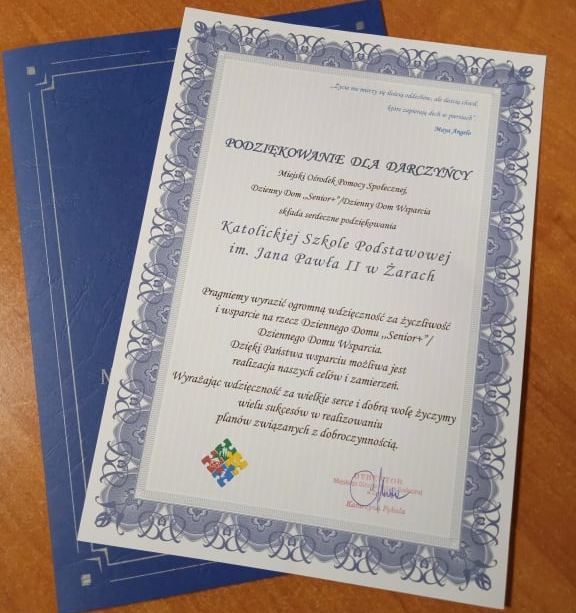 „Życia nie mierzy się ilością oddechów, ale ilością chwil,
które zapierają dech w piersiach".
Maya Angelo
PODZIĘKOWANIE DLA DARCZYŃCY
Miejski Ośrodek Pomocy Społecznej,
Dzienny Dom „Senior+"/Dzienny Dom Wsparcia
składa serdeczne podziękowania
Katolickiej Szkole Podstawowej
im. Jana Pawła II w Żarach
Pragniemy wyrazić ogromną wdzięczność za życzliwość
i wsparcie na rzecz Dziennego Domu „Senior+"/
Dziennego Domu Wsparcia.
Dzięki Państwa wsparciu możliwa jest
realizacja naszych celów i zamierzeń.
Wyrażając wdzięczność za wielkie serce i dobrą wolę życzymy
wielu sukcesów w realizowaniu
planów związanych z dobroczynnością.
DYREKTOR